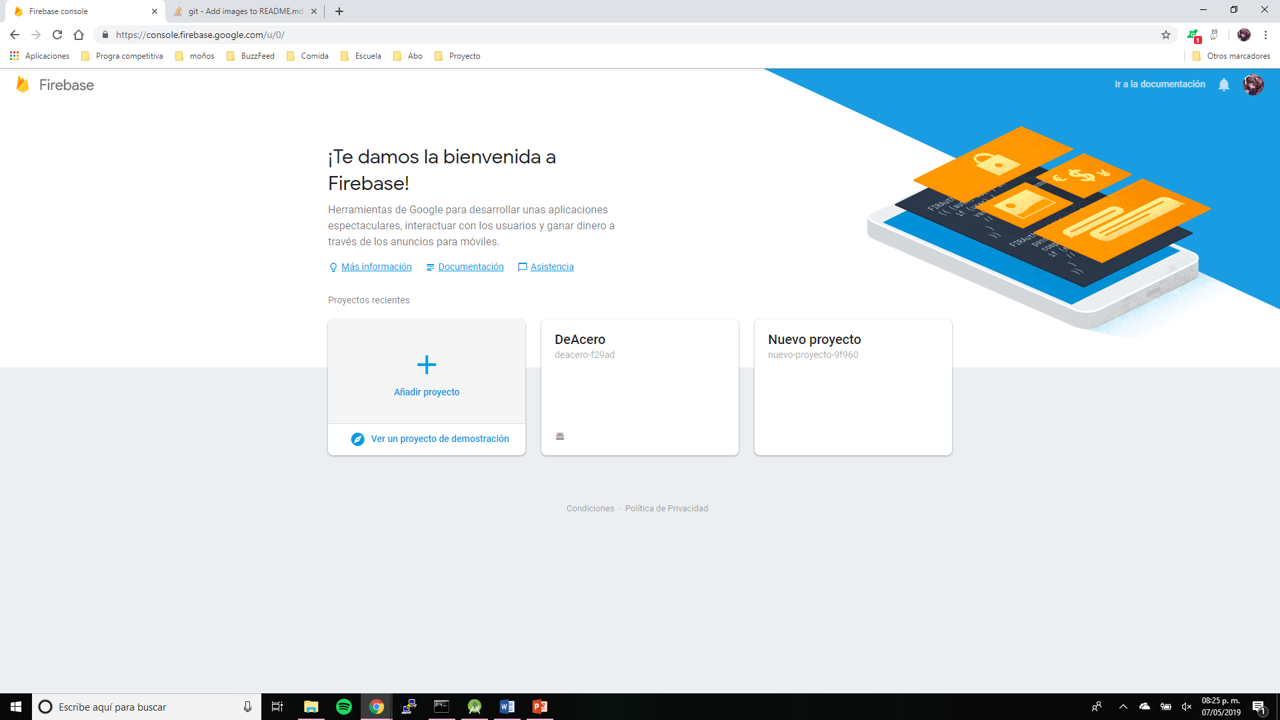 Firebase console
git - Add images to README.md
https://console.firebase.google.com/u/0/
1
Aplicaciones
Progra competitiva
moños
BuzzFeed
Comida
Escuela
Abo
Proyecto
Otros marcadores
Firebase
Ir a la documentación
¡Te damos la bienvenida a
Firebase!
Herramientas de Google para desarrollar unas aplicaciones
espectaculares, interactuar con los usuarios y ganar dinero a
través de los anuncios para móviles.
Más información
Documentación
Asistencia
Proyectos recientes
Añadir proyecto
Ver un proyecto de demostración
DeAcero
deacero-f29ad
Nuevo proyecto
nuevo-proyecto-9f960
Condiciones · Política de Privacidad
Escribe aquí para buscar
08:25 p. m.
07/05/2019
1